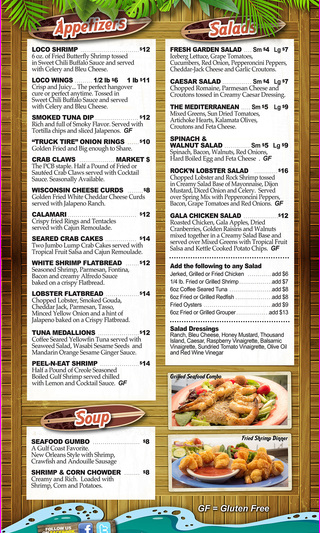 Appetizers
LOCO SHRIMP $12
6 oz. of Fried Butterfly Shrimp tossed
in Sweet Chili Buffalo Sauce and served
with Celery and Bleu Cheese.
LOCO WINGS 1/2 lb $6 1 lb $11
Crisp and Juicy... The perfect hangover
cure or perfect anytime. Tossed in
Sweet Chili Buffalo Sauce and served
with Celery and Bleu Cheese.
SMOKED TUNA DIP $12
Rich and full of Smoky Flavor. Served with
Tortilla chips and sliced Jalapenos. GF
"TRUCK TIRE" ONION RINGS $10
Golden Fried and Big enough to Share.
CRAB CLAWS MARKET $
The PCB staple. Half a Pound of Fried or
Sautéed Crab Claws served with Cocktail
Sauce. Seasonally Available.
WISCONSIN CHEESE CURDS $8
Golden Fried White Cheddar Cheese Curds
served with Jalapeno Ranch.
CALAMARI $12
Crispy fried Rings and Tentacles
served with Cajun Remoulade.
SEARED CRAB CAKES $14
Two Jumbo Lump Crab Cakes served with
Tropical Fruit Salsa and Cajun Remoulade.
WHITE SHRIMP FLATBREAD $12
Seasoned Shrimp, Parmesan, Fontina,
Bacon and creamy Alfredo Sauce
baked on a crispy Flatbread.
LOBSTER FLATBREAD $14
Chopped Lobster, Smoked Gouda,
Cheddar Jack, Parmesan, Tasso,
Minced Yellow Onion and a hint of
Jalapeno baked on a Crispy Flatbread.
TUNA MEDALLIONS $12
Coffee Seared Yellowfin Tuna served with
Seaweed Salad, Wasabi Sesame Seeds and
Mandarin Orange Sesame Ginger Sauce.
PEEL-N-EAT SHRIMP $14
Half a Pound of Creole Seasoned
Boiled Gulf Shrimp served chilled
with Lemon and Cocktail Sauce. GF
Soup
SEAFOOD GUMBO $8
A Gulf Coast Favorite
New Orleans Style with Shrimp,
Crawfish and Andouille Sausage
SHRIMP & CORN CHOWDER $8
Creamy and Rich. Loaded with
Shrimp, Corn and Potatoes.
FOLLOW US
Salads
FRESH GARDEN SALAD Sm $4 Lg $7
Iceberg Lettuce, Grape Tomatoes,
Cucumbers, Red Onion, Pepperoncini Peppers,
Cheddar-Jack Cheese and Garlic Croutons.
CAESAR SALAD Sm $4 Lg $7
Chopped Romaine, Parmesan Cheese and
Croutons tossed in Creamy Caesar Dressing.
THE MEDITERRANEAN Sm $5 Lg $9
Mixed Greens, Sun Dried Tomatoes,
Artichoke Hearts, Kalamata Olives,
Croutons and Feta Cheese.
SPINACH &
WALNUT SALAD Sm $5 Lg $9
Spinach, Bacon, Walnuts, Red Onions,
Hard Boiled Egg and Feta Cheese . GF
ROCK'N LOBSTER SALAD $16
Chopped Lobster and Rock Shrimp tossed
in Creamy Salad Base of Mayonnaise, Dijon
Mustard, Diced Onion and Celery. Served
over Spring Mix with Pepperoncini Peppers,
Bacon, Grape Tomatoes and Red Onions. GF
GALA CHICKEN SALAD $12
Roasted Chicken, Gala Apples, Dried
Cranberries, Golden Raisins and Walnuts
mixed together in a Creamy Salad Base and
served over Mixed Greens with Tropical Fruit
Salsa and Kettle Cooked Potato Chips. GF
Add the following to any Salad
Jerked, Grilled or Fried Chicken add $6
1/4 lb. Fried or Grilled Shrimp add $7
6oz Coffee Seared Tuna add $8
6oz Fried or Grilled Redfish add $8
Fried Oysters add $9
6oz Fried or Grilled Grouper add $13
Salad Dressings
Ranch, Bleu Cheese, Honey Mustard, Thousand
Island, Caesar, Raspberry Vinaigrette, Balsamic
Vinaigrette, Sundried Tomato Vinaigrette, Olive Oil
and Red Wine Vinegar
Grilled Seafood Combo
Fried Shrimp Dinner
GF = Gluten Free